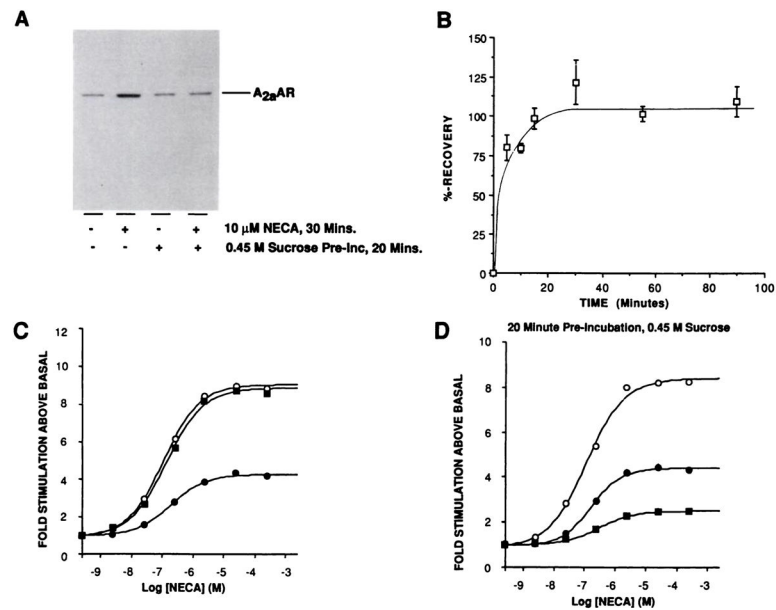 A
A2aAR
- + - + 10 µM NECA, 30 Mins.
- - + + 0.45 M Sucrose Pre-Inc, 20 Mins.
B
150
125
100
75
50
25
0
%-RECOVERY
0 20 40 60 80 100
TIME (Minutes)
C
12
10
8
6
4
2
0
FOLD STIMULATION ABOVE BASAL
-9 -8 -7 -6 -5 -4 -3
Log [NECA] (M)
D
20 Minute Pre-incubation, 0.45 M Sucrose
10
8
6
4
2
0
FOLD STIMULATION ABOVE BASAL
-9 -8 -7 -6 -5 -4 -3
Log [NECA] (M)